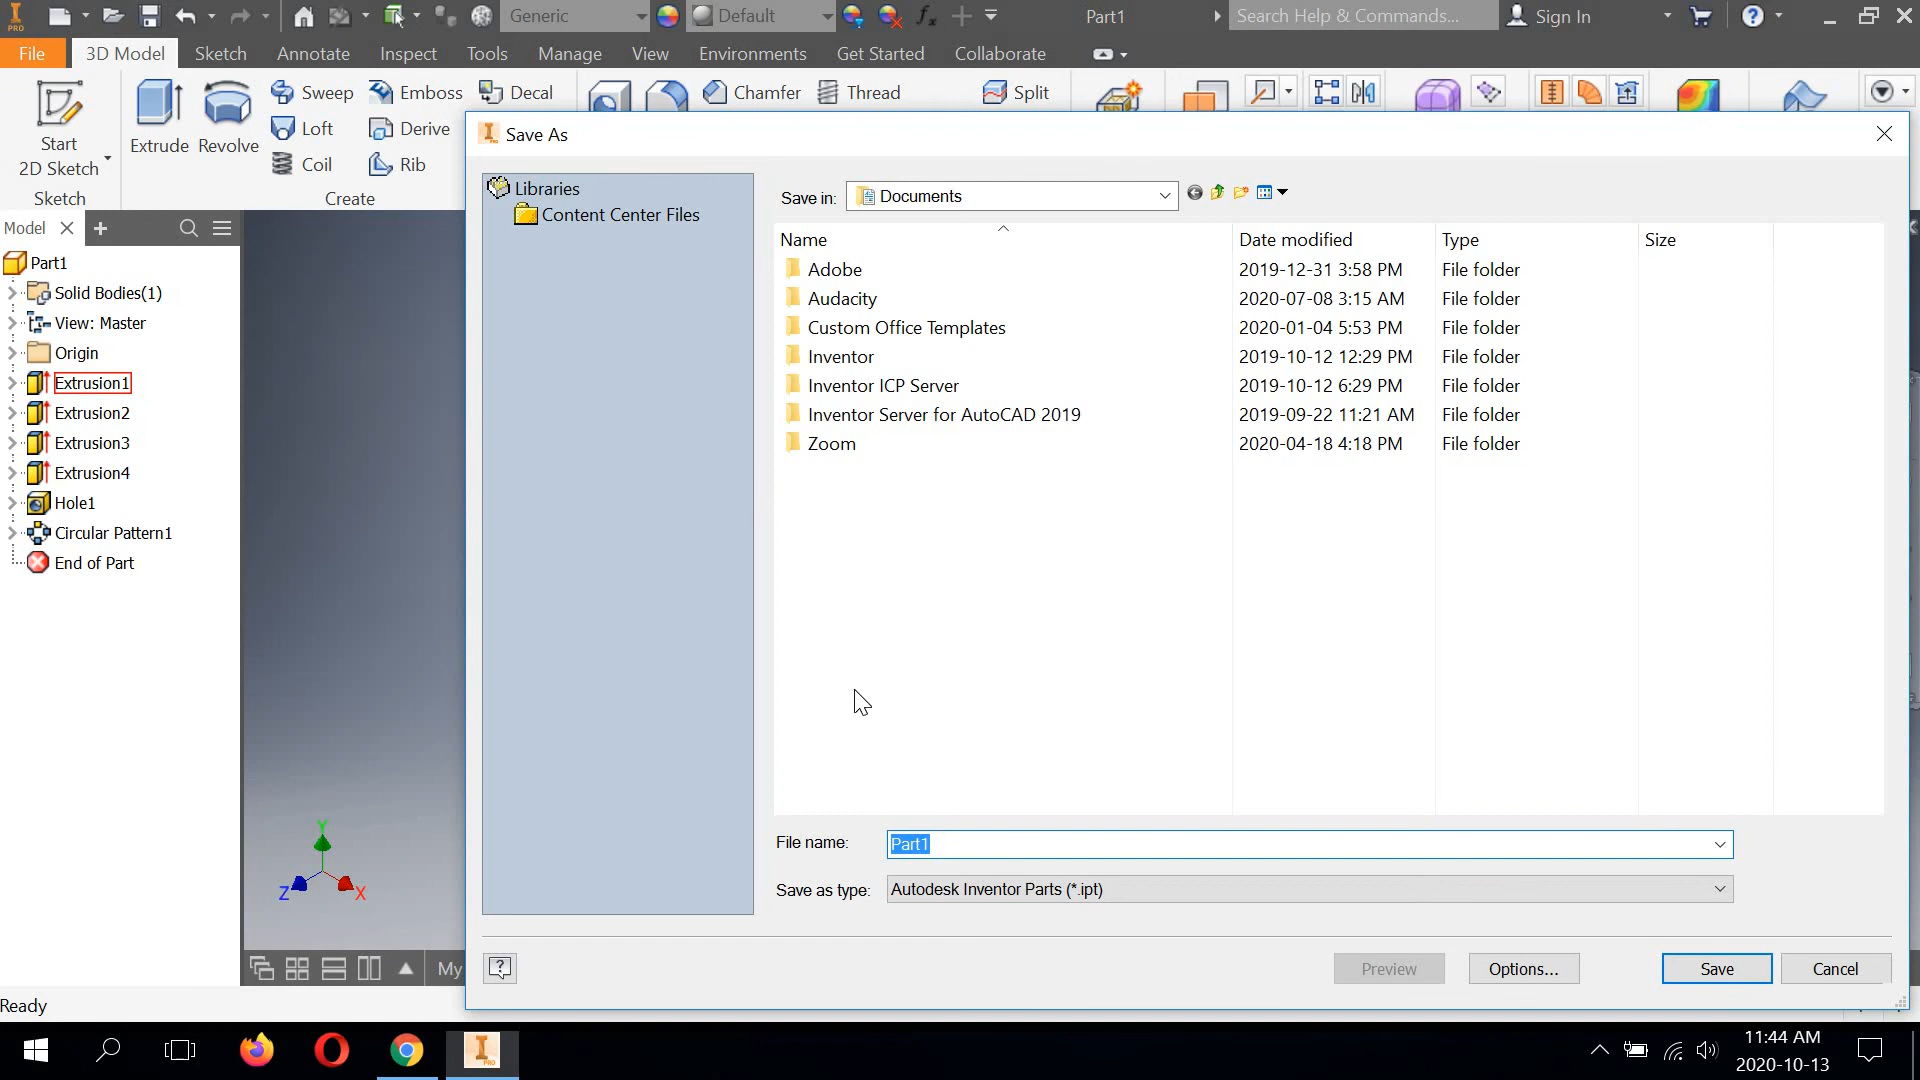 PRO
Generic
Default
Part1
Search Help & Commands...
Sign In
File
3D Model
Sketch
Annotate
Inspect
Tools
Manage
View
Environments
Get Started
Collaborate
Start
2D Sketch
Sketch
Extrude
Revolve
Sweep
Loft
Coil
Emboss
Derive
Rib
Decal
Create
Chamfer
Thread
Split
Model
Part1
Solid Bodies(1)
View: Master
Origin
Extrusion1
Extrusion2
Extrusion3
Extrusion4
Hole1
Circular Pattern1
End of Part
Y
Z
X
My
Ready
Save As
Libraries
Content Center Files
Save in:
Documents
Name Date modified Type Size
Adobe 2019-12-31 3:58 PM File folder
Audacity 2020-07-08 3:15 AM File folder
Custom Office Templates 2020-01-04 5:53 PM File folder
Inventor 2019-10-12 12:29 PM File folder
Inventor ICP Server 2019-10-12 6:29 PM File folder
Inventor Server for AutoCAD 2019 2019-09-22 11:21 AM File folder
Zoom 2020-04-18 4:18 PM File folder
File name: Part1
Save as type: Autodesk Inventor Parts (*.ipt)
Preview
Options...
Save
Cancel
PRO
11:44 AM
2020-10-13